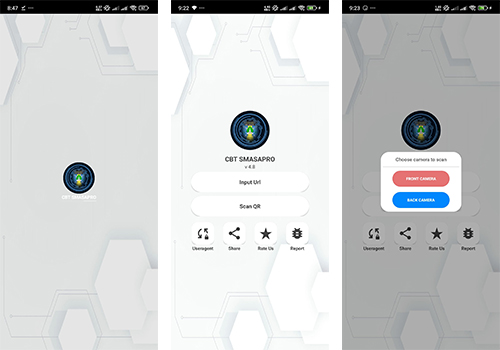 8:47
CBT SMASAPRO
9:22
CBT SMASAPRO
v 4.0
Input Url
Scan QR
Useragent
Share
Rate Us
Report
9:23
Choose camera to scan
FRONT CAMERA
BACK CAMERA
Useragent
Share
Rate Us
Report